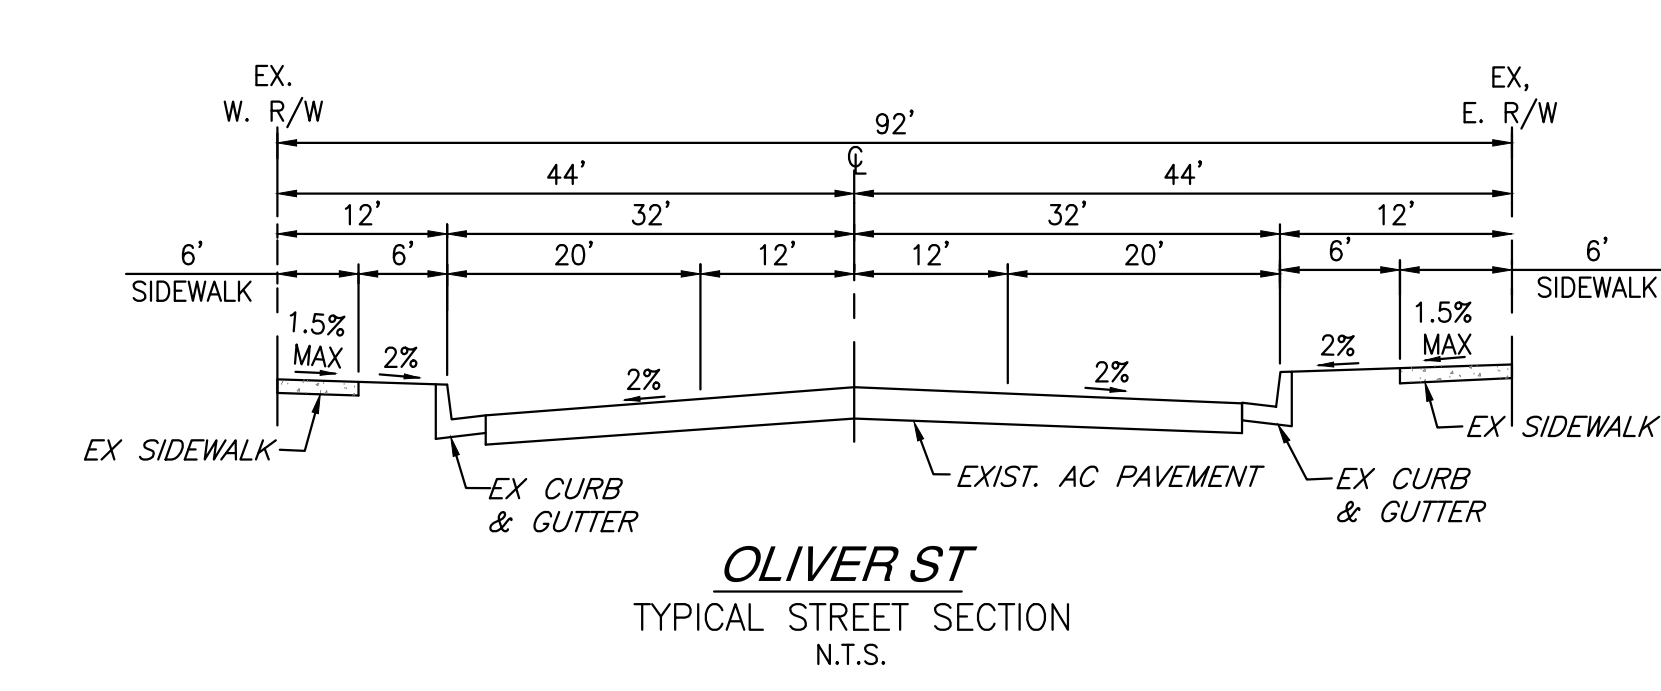 EX.
W. R/W
EX,
E. R/W
92'
℄
44'
44'
12'
32'
32'
12'
6'
6'
20'
12'
12'
20'
6'
6'
SIDEWALK
SIDEWALK
1.5%
MAX
2%
2%
2%
2%
1.5%
MAX
EX SIDEWALK
EX SIDEWALK
EX CURB
& GUTTER
EXIST. AC PAVEMENT
EX CURB
& GUTTER
OLIVER ST
TYPICAL STREET SECTION
N.T.S.